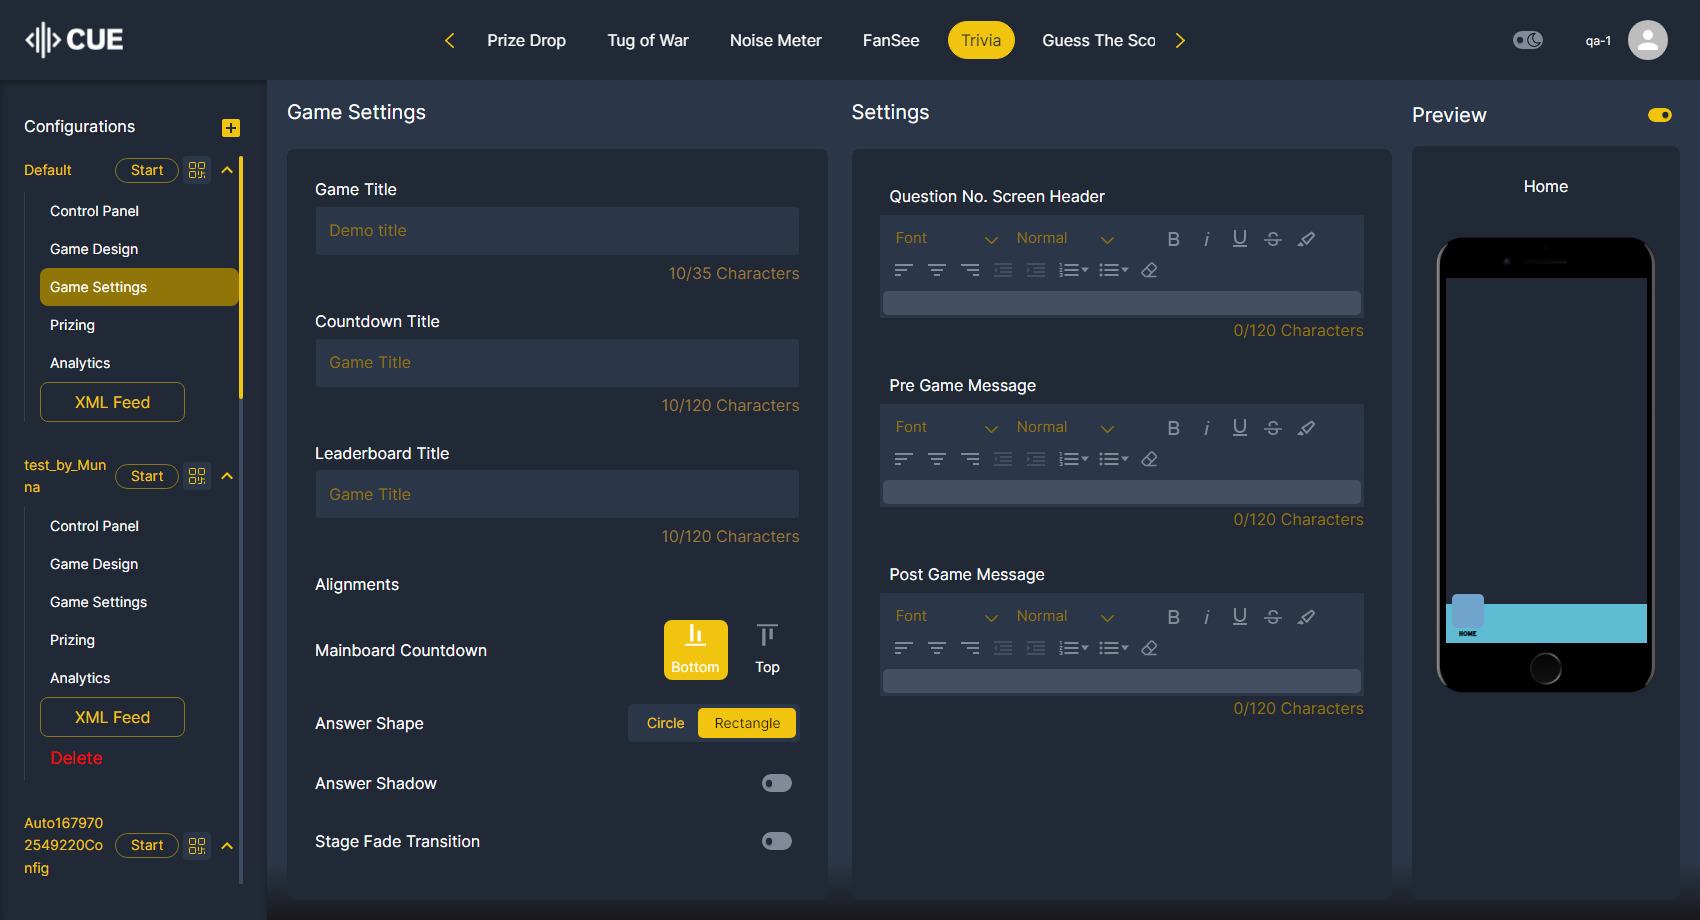 CUE
Prize Drop
Tug of War
Noise Meter
FanSee
Trivia
Guess The Sco
qa-1
Configurations
Default
Start
Control Panel
Game Design
Game Settings
Prizing
Analytics
XML Feed
test_by_Mun
na
Start
Control Panel
Game Design
Game Settings
Prizing
Analytics
XML Feed
Delete
Auto167970
2549220Co
nfig
Start
Game Settings
Game Title
Demo title
10/35 Characters
Countdown Title
Game Title
10/120 Characters
Leaderboard Title
Game Title
10/120 Characters
Alignments
Mainboard Countdown
Bottom
Top
Answer Shape
Circle
Rectangle
Answer Shadow
Stage Fade Transition
Settings
Question No. Screen Header
Font
Normal
0/120 Characters
Pre Game Message
Font
Normal
0/120 Characters
Post Game Message
Font
Normal
0/120 Characters
Preview
Home
HOME